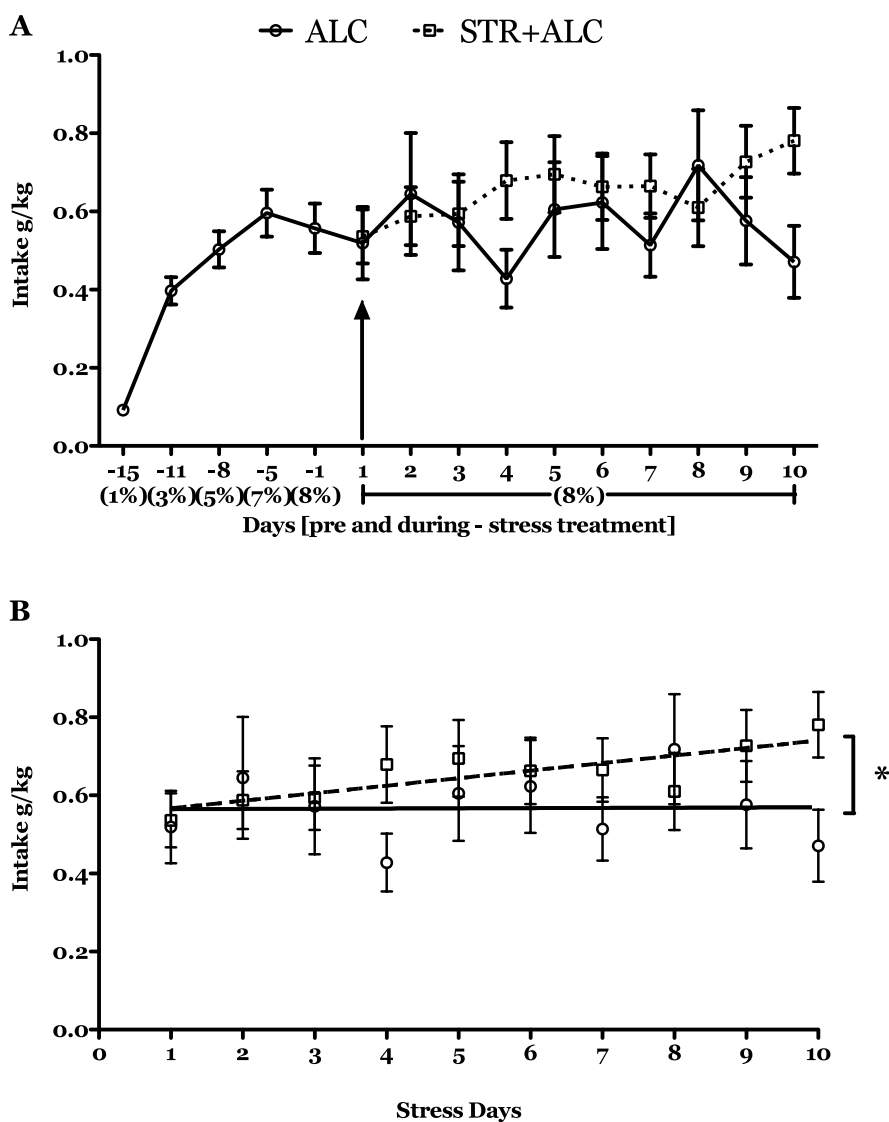 A
ALC STR+ALC
1.0
0.8
0.6
0.4
0.2
0.0
Intake g/kg
-15 -11 -8 -5 -1 1 2 3 4 5 6 7 8 9 10
(1%) (3%) (5%) (7%) (8%) (8%)
Days [pre and during - stress treatment]
B
1.0
0.8
0.6
0.4
0.2
0.0
Intake g/kg
*
0 1 2 3 4 5 6 7 8 9 10
Stress Days